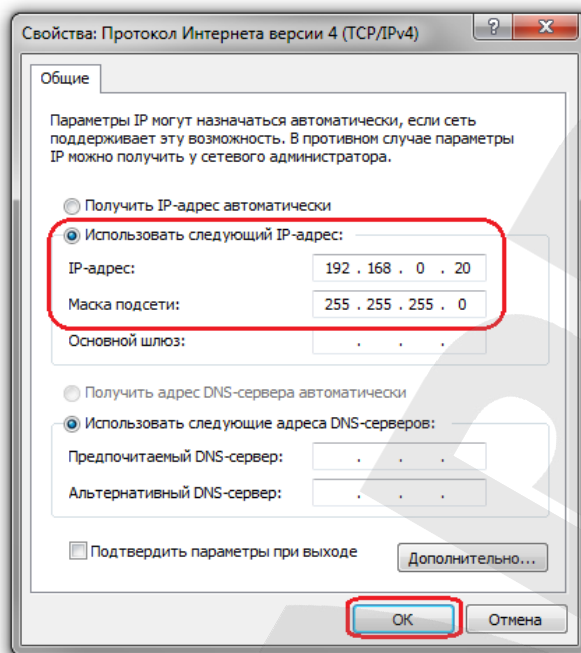 Свойства: Протокол Интернета версии 4 (TCP/IPv4)
?
Общие
Параметры IP могут назначаться автоматически, если сеть
поддерживает эту возможность. В противном случае параметры
IP можно получить у сетевого администратора.
Получить IP-адрес автоматически
Использовать следующий IP-адрес:
IP-адрес: 192 . 168 . 0 . 20
Маска подсети: 255 . 255 . 255 . 0
Основной шлюз: . . .
Получить адрес DNS-сервера автоматически
Использовать следующие адреса DNS-серверов:
Предпочитаемый DNS-сервер: . . .
Альтернативный DNS-сервер: . . .
Подтвердить параметры при выходе
Дополнительно...
ОК Отмена